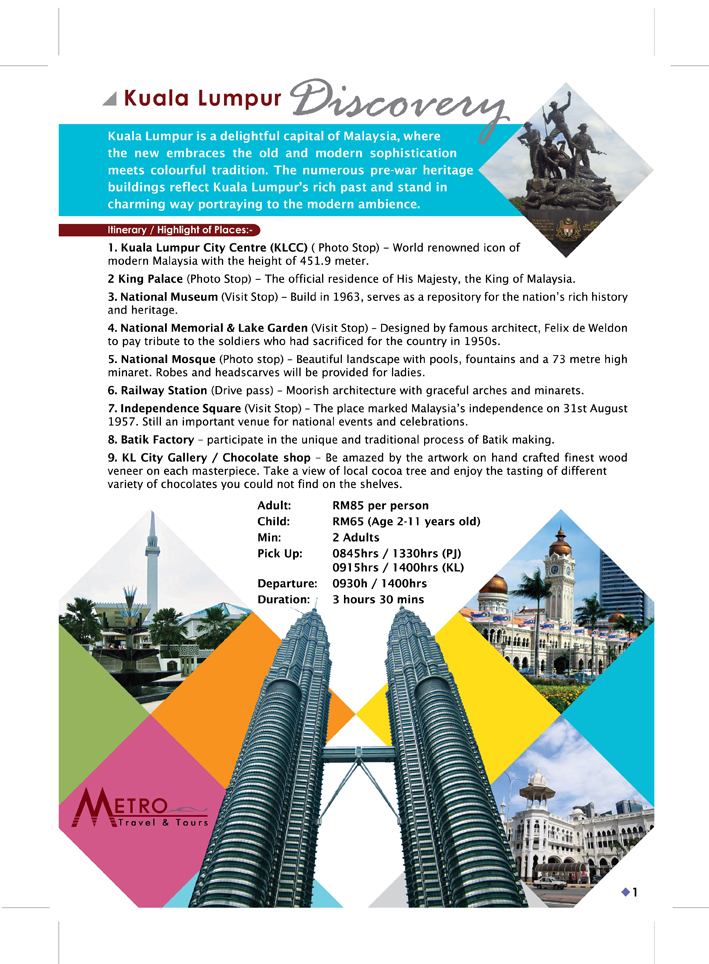 Kuala Lumpur Discovery
Kuala Lumpur is a delightful capital of Malaysia, where
the new embraces the old and modern sophistication
meets colourful tradition. The numerous pre-war heritage
buildings reflect Kuala Lumpur's rich past and stand in
charming way portraying to the modern ambience.
Itinerary / Highlight of Places:-
1. Kuala Lumpur City Centre (KLCC) ( Photo Stop) – World renowned icon of
modern Malaysia with the height of 451.9 meter.
2 King Palace (Photo Stop) – The official residence of His Majesty, the King of Malaysia.
3. National Museum (Visit Stop) – Build in 1963, serves as a repository for the nation's rich history
and heritage.
4. National Memorial & Lake Garden (Visit Stop) – Designed by famous architect, Felix de Weldon
to pay tribute to the soldiers who had sacrificed for the country in 1950s.
5. National Mosque (Photo stop) – Beautiful landscape with pools, fountains and a 73 metre high
minaret. Robes and headscarves will be provided for ladies.
6. Railway Station (Drive pass) – Moorish architecture with graceful arches and minarets.
7. Independence Square (Visit Stop) – The place marked Malaysia's independence on 31st August
1957. Still an important venue for national events and celebrations.
8. Batik Factory – participate in the unique and traditional process of Batik making.
9. KL City Gallery / Chocolate shop – Be amazed by the artwork on hand crafted finest wood
veneer on each masterpiece. Take a view of local cocoa tree and enjoy the tasting of different
variety of chocolates you could not find on the shelves.
Adult: RM85 per person
Child: RM65 (Age 2-11 years old)
Min: 2 Adults
Pick Up: 0845hrs / 1330hrs (PJ)
0915hrs / 1400hrs (KL)
Departure: 0930h / 1400hrs
Duration: 3 hours 30 mins
METRO
Travel & Tours
1